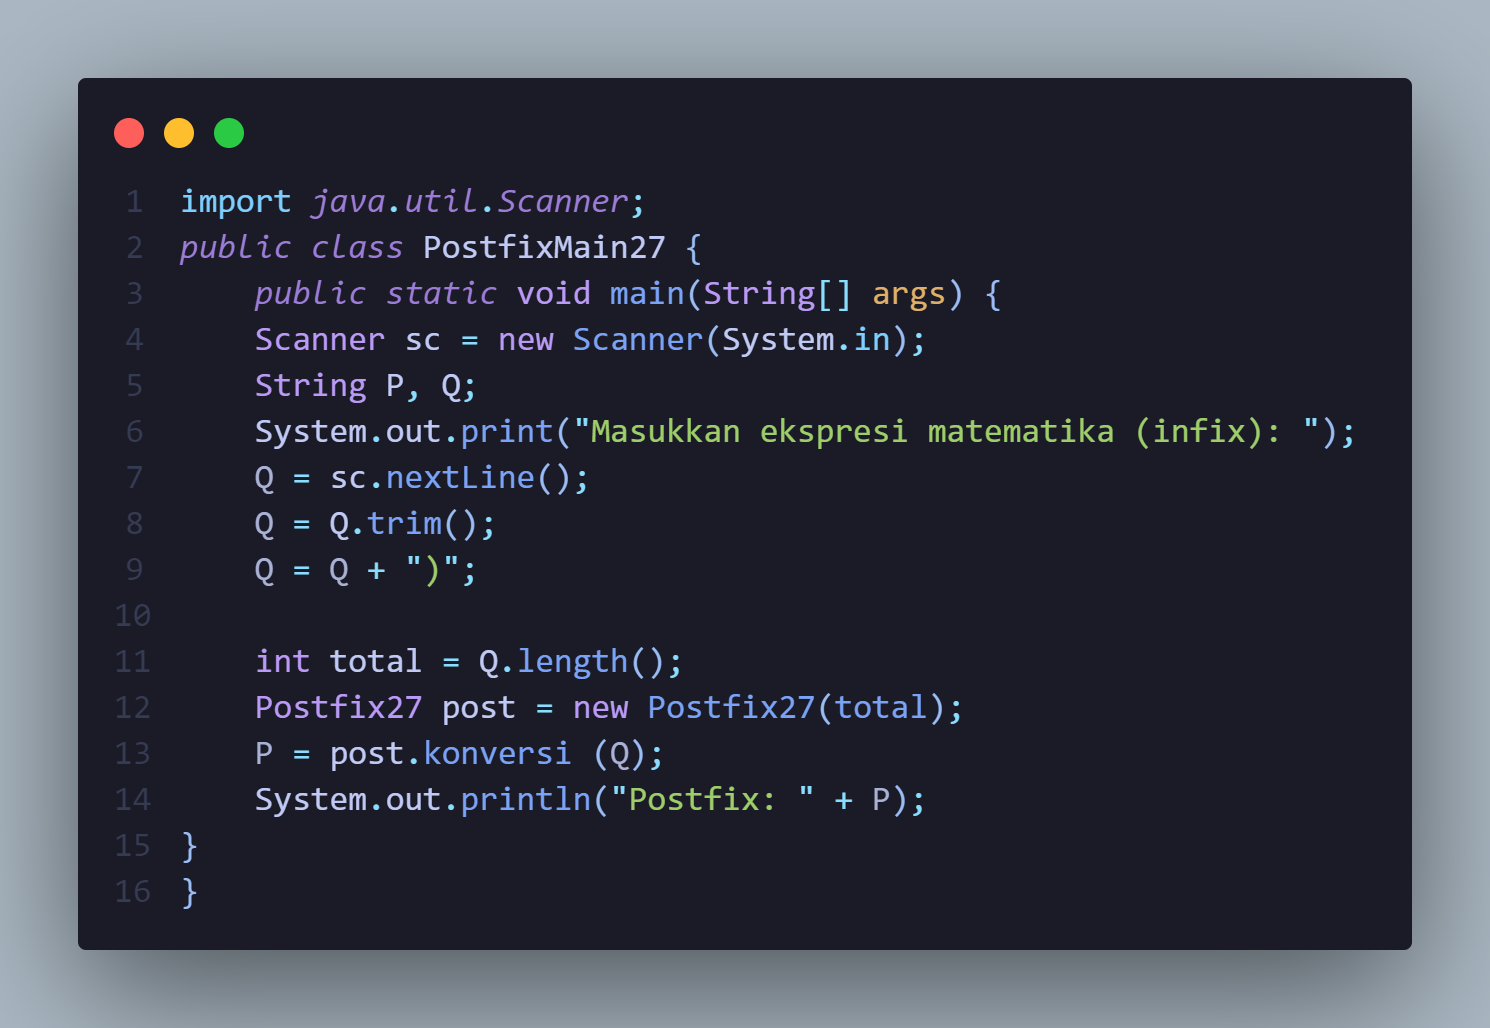 1 import java.util.Scanner;
2 public class PostfixMain27 {
3     public static void main(String[] args) {
4     Scanner sc = new Scanner(System.in);
5     String P, Q;
6     System.out.print("Masukkan ekspresi matematika (infix): ");
7     Q = sc.nextLine();
8     Q = Q.trim();
9     Q = Q + ")";
10
11     int total = Q.length();
12     Postfix27 post = new Postfix27(total);
13     P = post.konversi (Q);
14     System.out.println("Postfix: " + P);
15 }
16 }